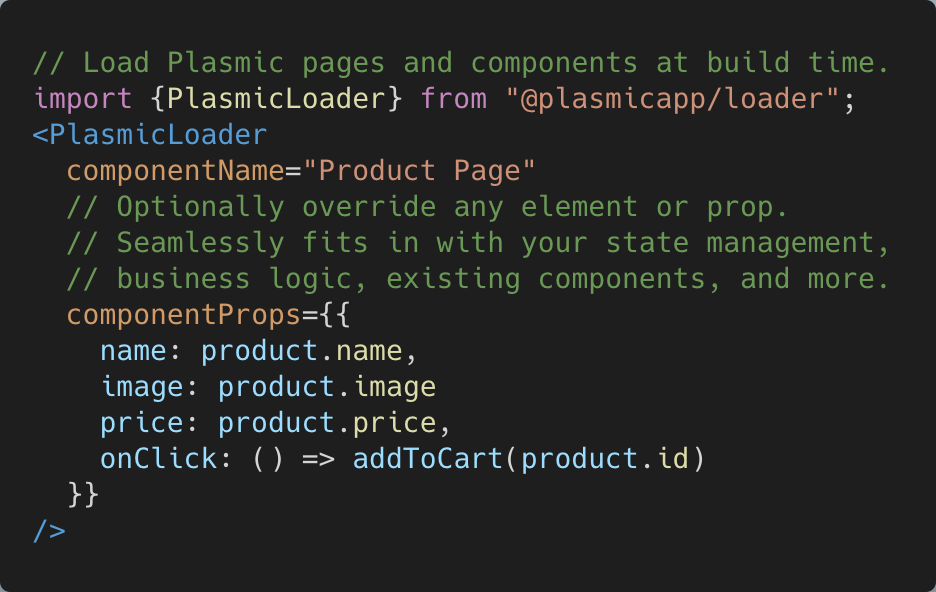 // Load Plasmic pages and components at build time.
import {PlasmicLoader} from "@plasmicapp/loader";
<PlasmicLoader
  componentName="Product Page"
  // Optionally override any element or prop.
  // Seamlessly fits in with your state management,
  // business logic, existing components, and more.
  componentProps={{
    name: product.name,
    image: product.image
    price: product.price,
    onClick: () => addToCart(product.id)
  }}
/>